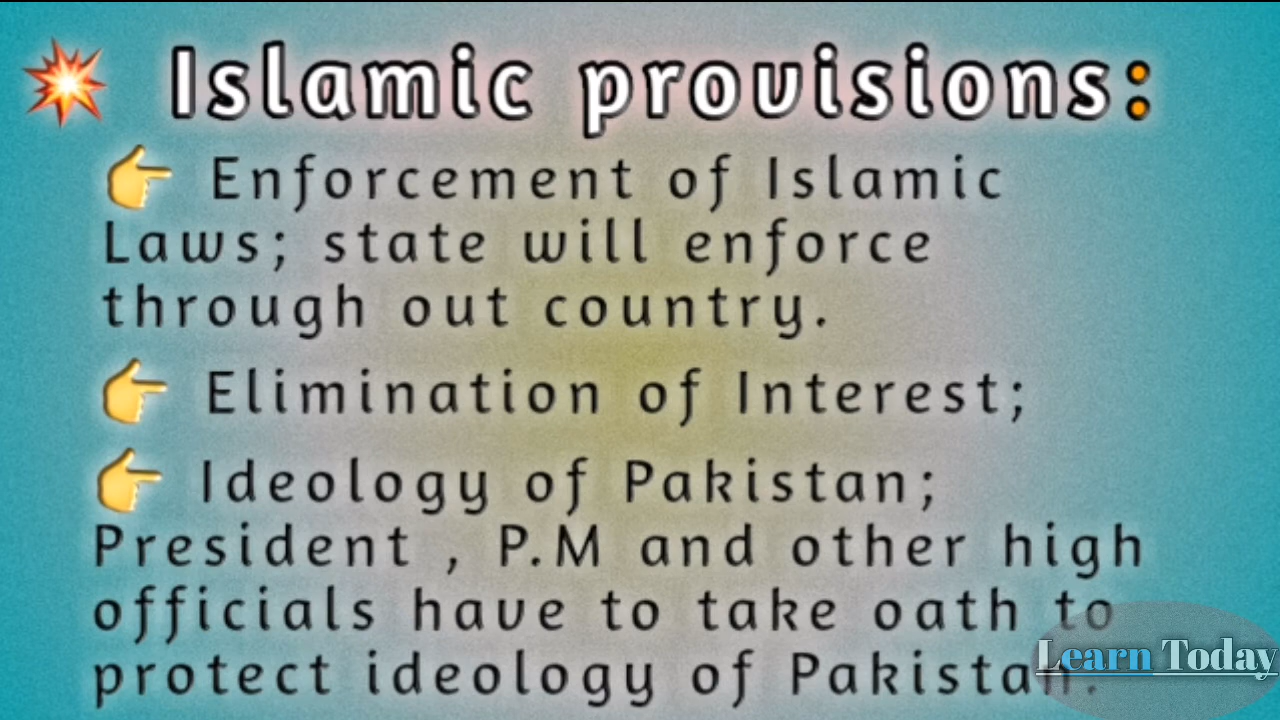 Islamic provisions:
Enforcement of Islamic
Laws; state will enforce
through out country.
Elimination of Interest;
Ideology of Pakistan;
President , P.M and other high
officials have to take oath to
protect ideology of Pakistan.
Learn Today